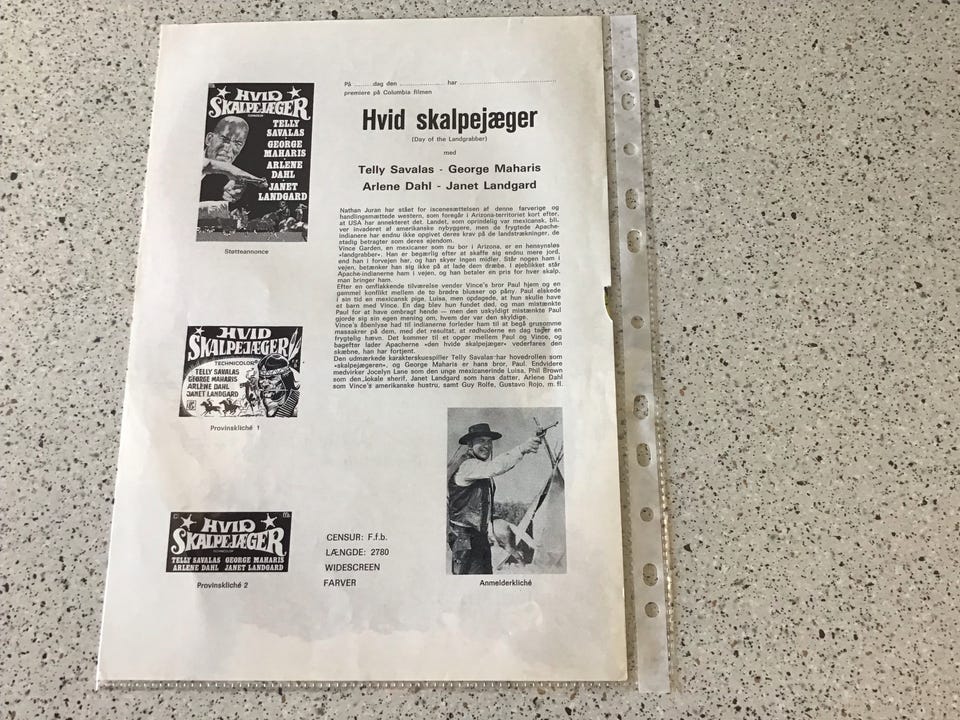 HVID
SKALPEJÆGER
TELLY
SAVALAS
GEORGE
MAHARIS
ARLENE
DAHL
JANET
LANDGARD
Støtteannonce
HVID
SKALPEJÆGER
TECHNICOLOR
TELLY SAVALAS
GEORGE MAHARIS
ARLENE DAHL
JANET LANDGARD
Provinskliché 1
HVID
SKALPEJÆGER
TELLY SAVALAS GEORGE MAHARIS
ARLENE DAHL JANET LANDGARD
Provinskliché 2
På ........ dag den .................... har ........................................
premiere på Columbia filmen
Hvid skalpejæger
(Day of the Landgrabber)
med
Telly Savalas - George Maharis
Arlene Dahl - Janet Landgard
Nathan Juran har stået for iscenesættelsen af denne farverige og
handlingsmættede western, som foregår i Arizona-territoriet kort efter,
at USA har annekteret det. Landet, som oprindelig var mexicansk, bli-
ver invaderet af amerikanske nybyggere, men de frygtede Apache-
indianere har endnu ikke opgivet deres krav på de landstrækninger, de
stadig betragter som deres ejendom.
Vince Garden, en mexicaner som nu bor i Arizona, er en hensynsløs
»landgrabber«. Han er begærlig efter at skaffe sig endnu mere jord,
end han i forvejen har, og han skyer ingen midler. Står nogen ham i
vejen, betænker han sig ikke på at lade dem dræbe. I øjeblikket står
Apache-indianerne ham i vejen, og han betaler en pris for hver skalp,
man bringer ham.
Efter en omflakkende tilværelse vender Vince's bror Paul hjem og en
gammel konflikt mellem de to brødre blusser op påny. Paul elskede
i sin tid en mexicansk pige, Luisa, men opdagede, at hun skulle have
et barn med Vince. En dag blev hun fundet død, og man mistænkte
Paul for at have ombragt hende — men den uskyldigt mistænkte Paul
gjorde sig sin egen mening om, hvem der var den skyldige.
Vince's åbenlyse had til indianerne forleder ham til at begå grusomme
massakrer på dem, med det resultat, at rødhuderne en dag tager en
frygtelig hævn. Det kommer til et opgør mellem Paul og Vince, og
bagefter lader Apacherne »den hvide skalpejæger« vederfares den
skæbne, han har fortjent.
Den udmærkede karakterskuespiller Telly Savalas har hovedrollen som
»skalpejægeren«, og George Maharis er hans bror, Paul. Endvidere
medvirker Jocelyn Lane som den unge mexicanerinde Luisa, Phil Brown
som den lokale sherif, Janet Landgard som hans datter, Arlene Dahl
som Vince's amerikanske hustru, samt Guy Rolfe, Gustavo Rojo, m. fl.
CENSUR: F.f.b.
LÆNGDE: 2780
WIDESCREEN
FARVER
Anmelderkliché